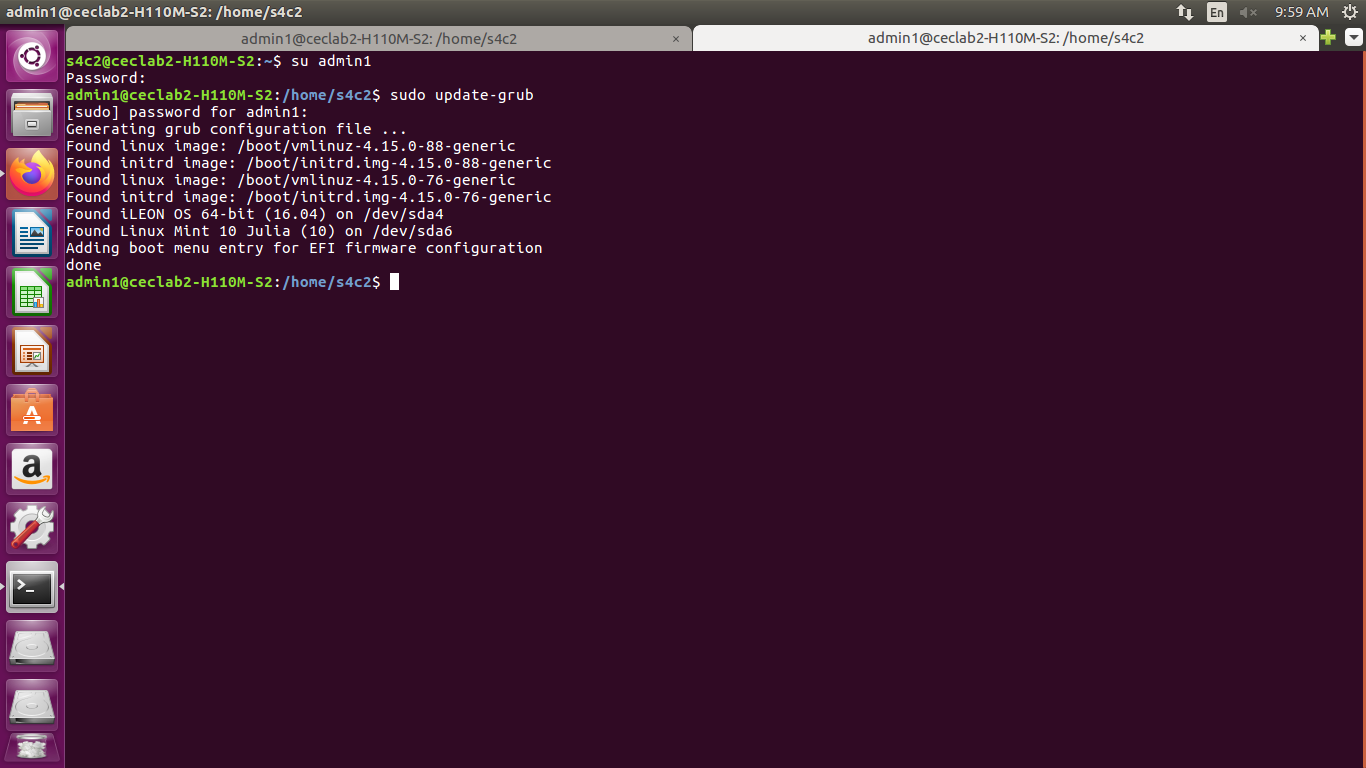 admin1@ceclab2-H110M-S2: /home/s4c2
En
9:59 AM
admin1@ceclab2-H110M-S2: /home/s4c2 ×
admin1@ceclab2-H110M-S2: /home/s4c2 ×
s4c2@ceclab2-H110M-S2:~$ su admin1
Password:
admin1@ceclab2-H110M-S2:/home/s4c2$ sudo update-grub
[sudo] password for admin1:
Generating grub configuration file ...
Found linux image: /boot/vmlinuz-4.15.0-88-generic
Found initrd image: /boot/initrd.img-4.15.0-88-generic
Found linux image: /boot/vmlinuz-4.15.0-76-generic
Found initrd image: /boot/initrd.img-4.15.0-76-generic
Found iLEON OS 64-bit (16.04) on /dev/sda4
Found Linux Mint 10 Julia (10) on /dev/sda6
Adding boot menu entry for EFI firmware configuration
done
admin1@ceclab2-H110M-S2:/home/s4c2$